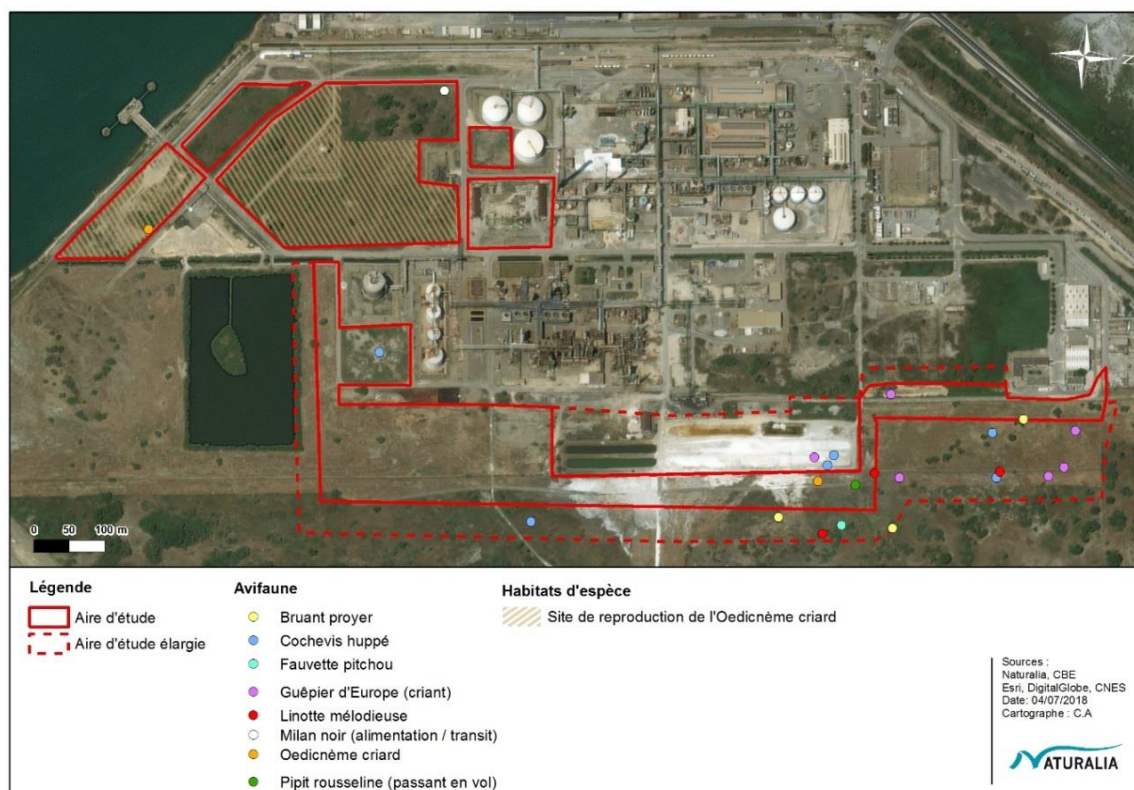 N
0 50 100 m
Légende
Aire d'étude
Aire d'étude élargie
Avifaune
Bruant proyer
Cochevis huppé
Fauvette pitchou
Guêpier d'Europe (criant)
Linotte mélodieuse
Milan noir (alimentation / transit)
Oedicnème criard
Pipit rousseline (passant en vol)
Habitats d'espèce
Site de reproduction de l'Oedicnème criard
Sources :
Naturalia, CBE
Esri, DigitalGlobe, CNES
Date: 04/07/2018
Cartographe : C.A
NATURALIA